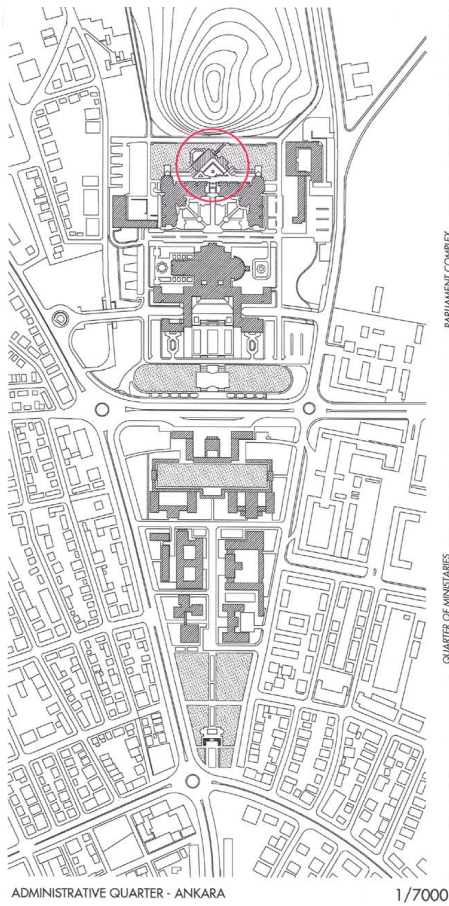 PARLIAMENT COMPLEX
QUARTER OF MINISTARIES
ADMINISTRATIVE QUARTER - ANKARA
1/7000